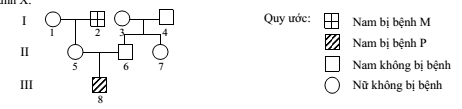 I
1 2 3 4
Quy ước:
Nam bị bệnh M
Nam bị bệnh P
II
5 6 7
Nam không bị bệnh
III
8
Nữ không bị bệnh